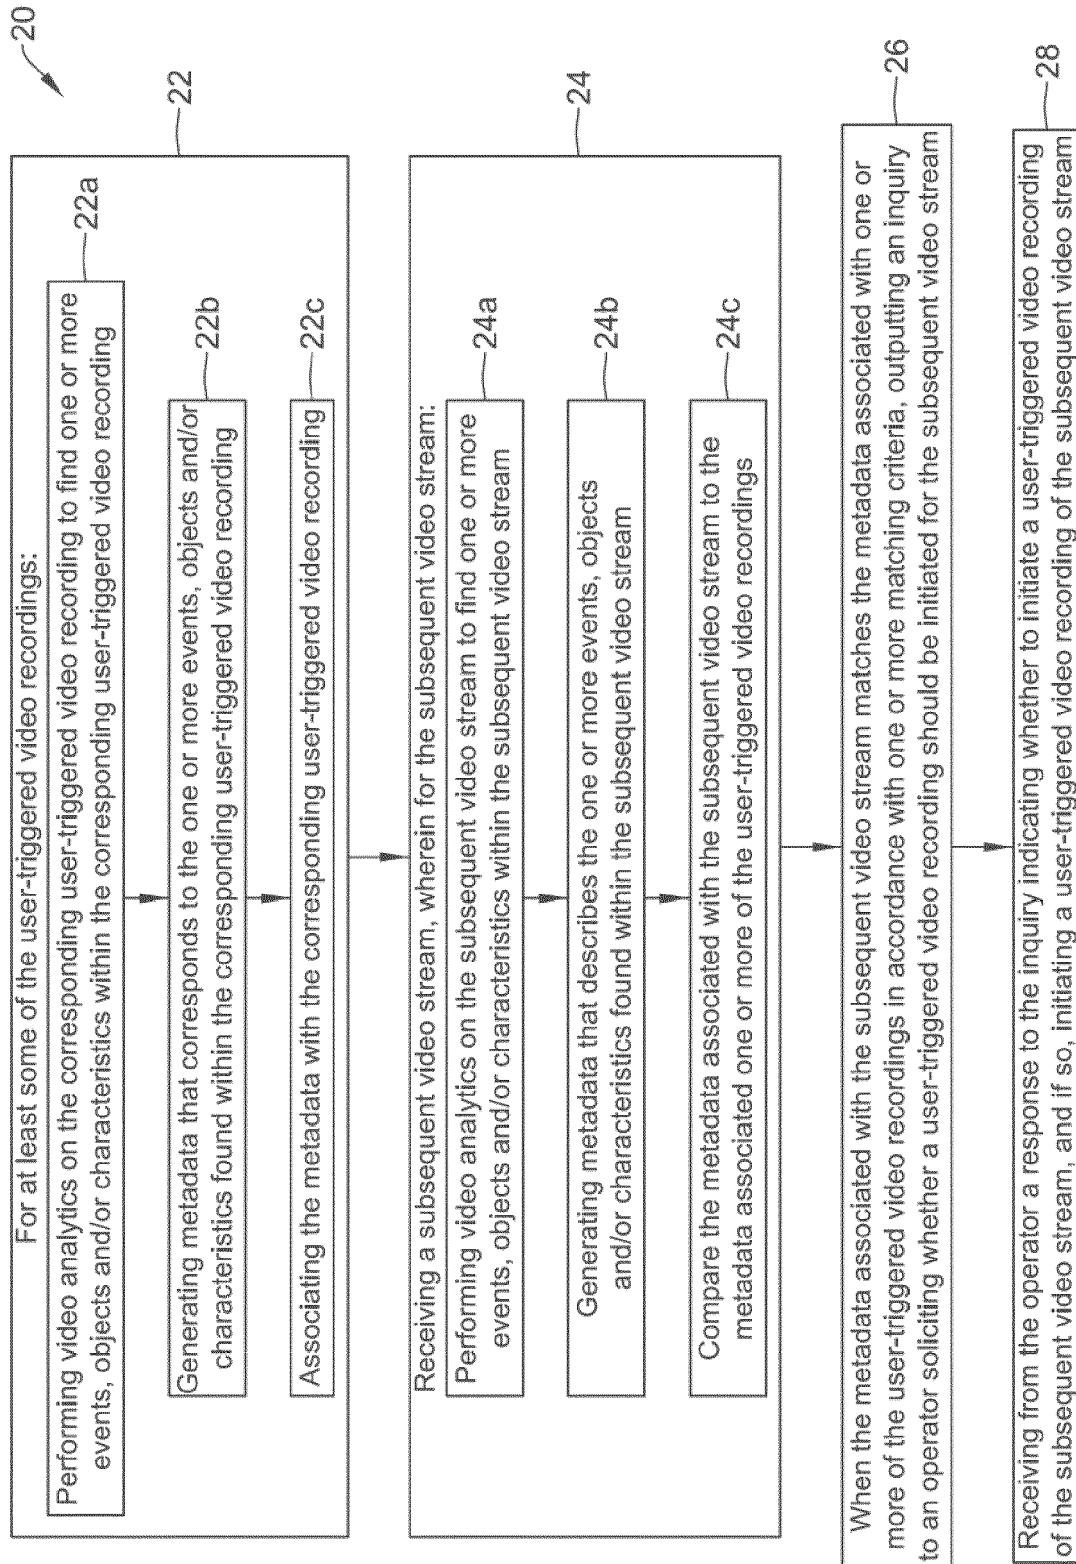 20
For at least some of the user-triggered video recordings:
22
Performing video analytics on the corresponding user-triggered video recording to find one or more
events, objects and/or characteristics within the corresponding user-triggered video recording
22a
Generating metadata that corresponds to the one or more events, objects and/or
characteristics found within the corresponding user-triggered video recording
22b
Associating the metadata with the corresponding user-triggered video recording
22c
Receiving a subsequent video stream, wherein for the subsequent video stream:
24
Performing video analytics on the subsequent video stream to find one or more
events, objects and/or characteristics within the subsequent video stream
24a
Generating metadata that describes the one or more events, objects
and/or characteristics found within the subsequent video stream
24b
Compare the metadata associated with the subsequent video stream to the
metadata associated one or more of the user-triggered video recordings
24c
When the metadata associated with the subsequent video stream matches the metadata associated with one or
more of the user-triggered video recordings in accordance with one or more matching criteria, outputting an inquiry
to an operator soliciting whether a user-triggered video recording should be initiated for the subsequent video stream
26
Receiving from the operator a response to the inquiry indicating whether to initiate a user-triggered video recording
of the subsequent video stream, and if so, initiating a user-triggered video recording of the subsequent video stream
28